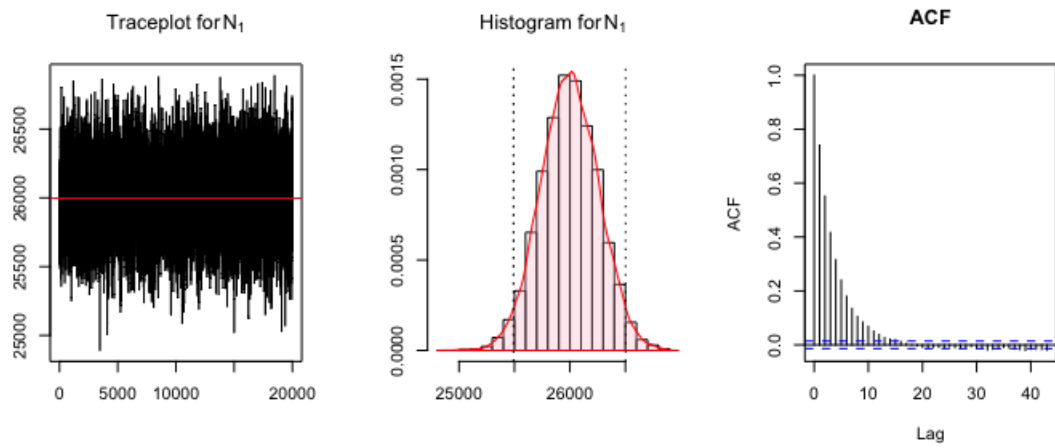 Traceplot for N₁
25000 25500 26000 26500
0 5000 10000 20000
Histogram for N₁
0.0000 0.0005 0.0010 0.0015
25000 26000
ACF
ACF
0.0 0.2 0.4 0.6 0.8 1.0
0 10 20 30 40
Lag